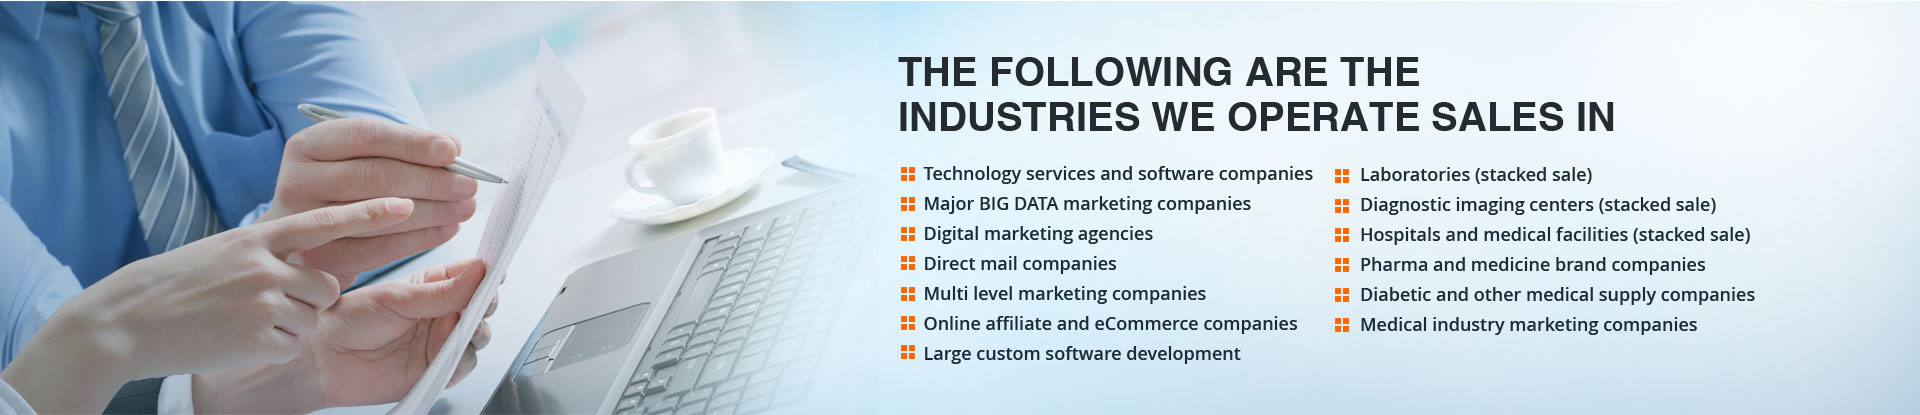 THE FOLLOWING ARE THE
INDUSTRIES WE OPERATE SALES IN
Technology services and software companies
Major BIG DATA marketing companies
Digital marketing agencies
Direct mail companies
Multi level marketing companies
Online affiliate and eCommerce companies
Large custom software development
Laboratories (stacked sale)
Diagnostic imaging centers (stacked sale)
Hospitals and medical facilities (stacked sale)
Pharma and medicine brand companies
Diabetic and other medical supply companies
Medical industry marketing companies